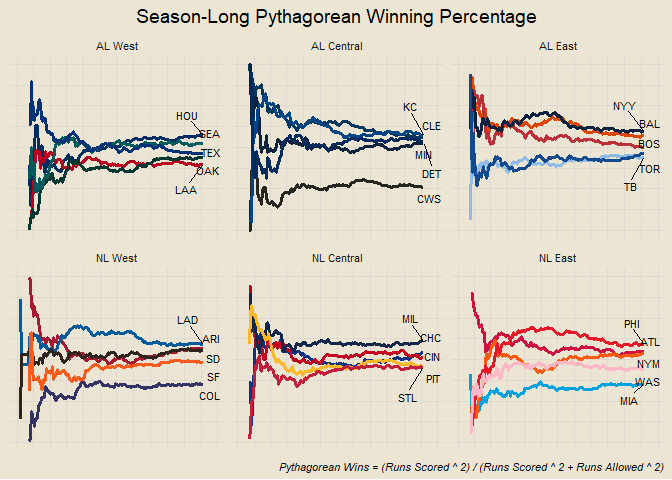 Season-Long Pythagorean Winning Percentage
AL West
AL Central
AL East
HOU
SEA
TEX
OAK
LAA
KC
CLE
MIN
DET
CWS
NYY
BAL
BOS
TOR
TB
NL West
NL Central
NL East
LAD
ARI
SD
SF
COL
MIL
CHC
CIN
PIT
STL
PHI
ATL
NYM
WAS
MIA
Pythagorean Wins = (Runs Scored ^ 2) / (Runs Scored ^ 2 + Runs Allowed ^ 2)